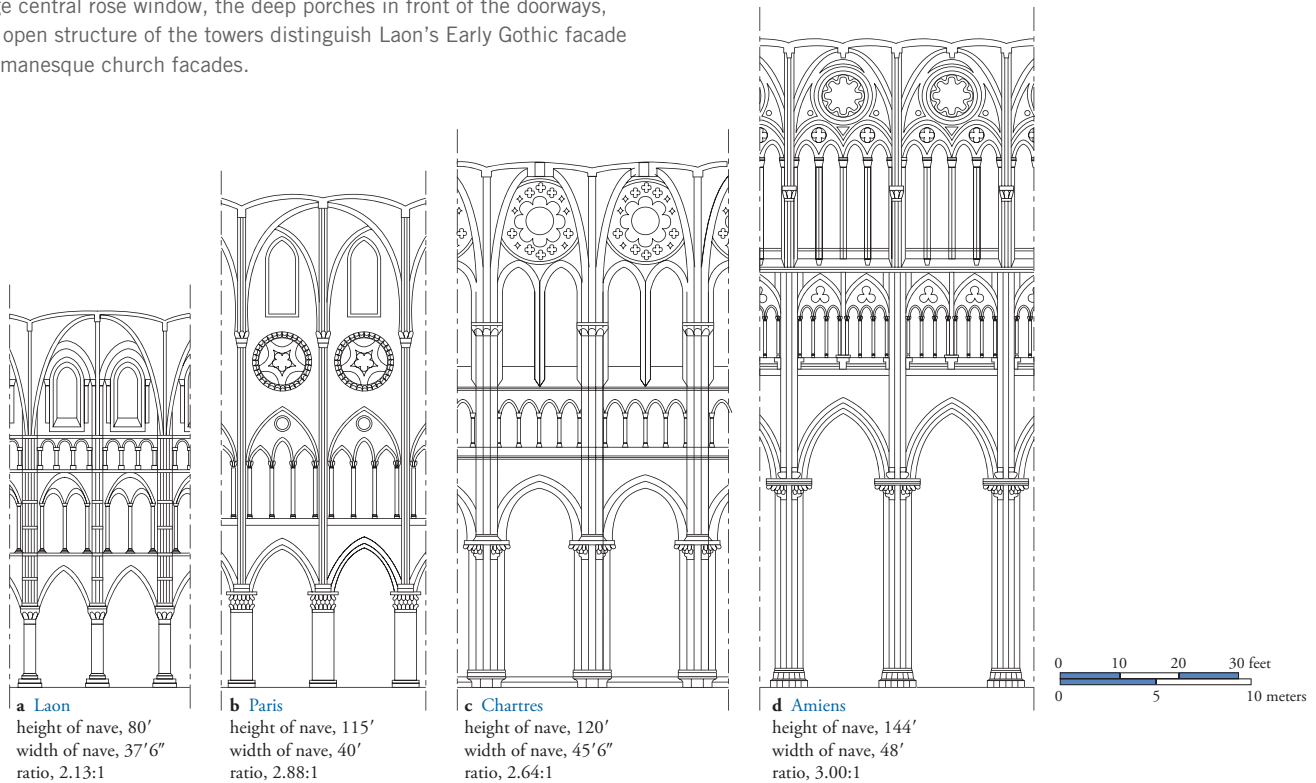 ge central rose window, the deep porches in front of the doorways,
open structure of the towers distinguish Laon's Early Gothic facade
manesque church facades.
a Laon
height of nave, 80′
width of nave, 37′6″
ratio, 2.13:1
b Paris
height of nave, 115′
width of nave, 40′
ratio, 2.88:1
c Chartres
height of nave, 120′
width of nave, 45′6″
ratio, 2.64:1
d Amiens
height of nave, 144′
width of nave, 48′
ratio, 3.00:1
0 10 20 30 feet
0 5 10 meters